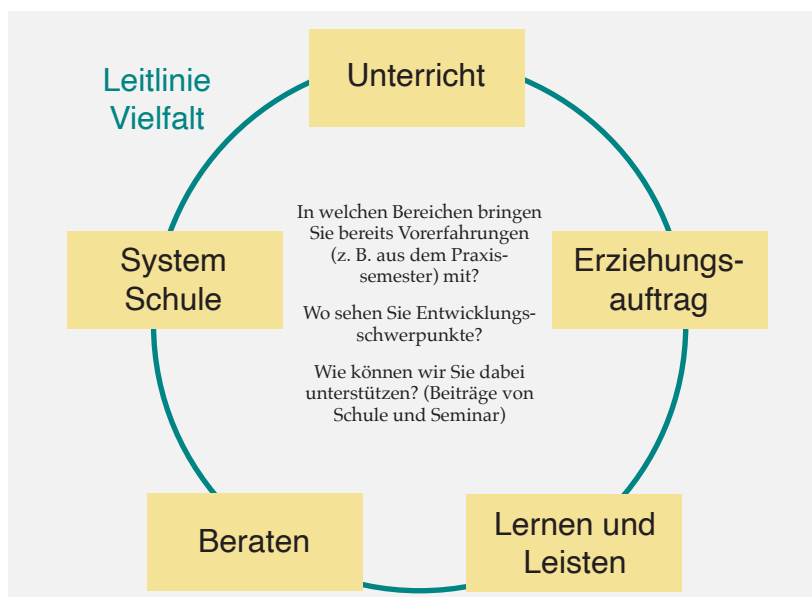 Leitlinie
Vielfalt
Unterricht
System
Schule
In welchen Bereichen bringen
Sie bereits Vorerfahrungen
(z. B. aus dem Praxis-
semester) mit?
Wo sehen Sie Entwicklungs-
schwerpunkte?
Wie können wir Sie dabei
unterstützen? (Beiträge von
Schule und Seminar)
Erziehungs-
auftrag
Beraten
Lernen und
Leisten